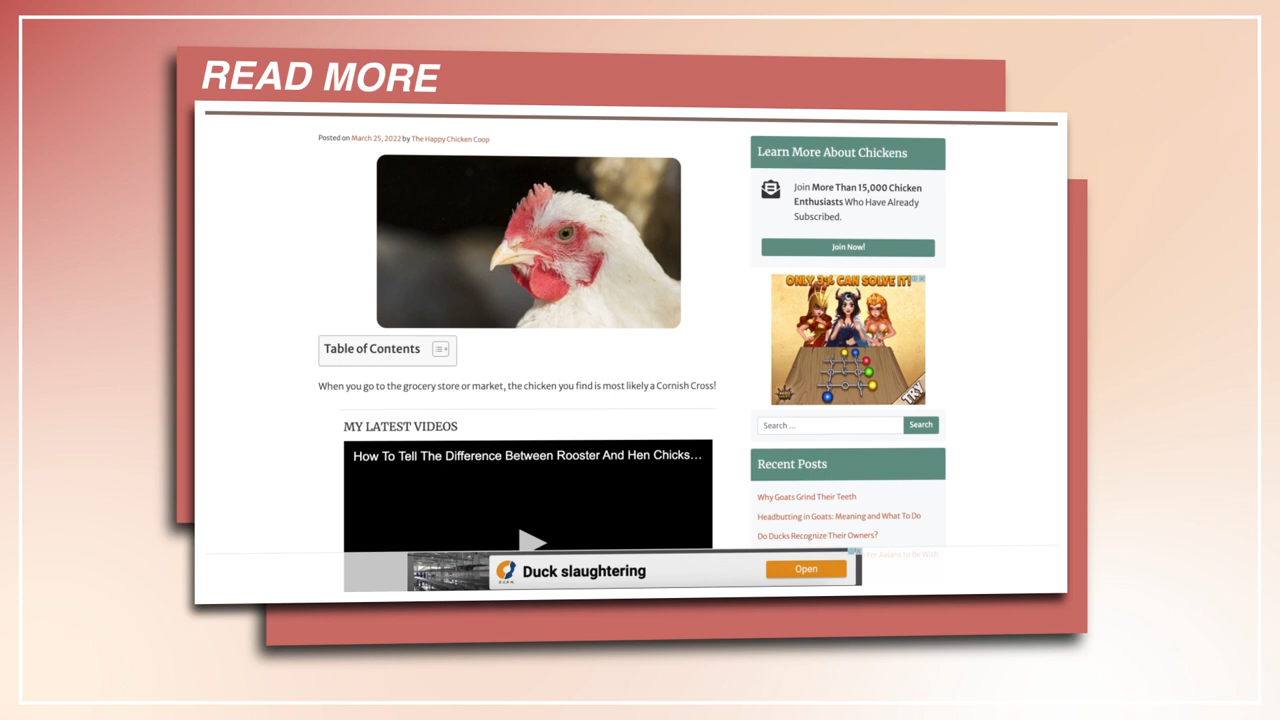 READ MORE
Posted on March 25, 2022 by The Happy Chicken Coop
Table of Contents
When you go to the grocery store or market, the chicken you find is most likely a Cornish Cross!
MY LATEST VIDEOS
How To Tell The Difference Between Rooster And Hen Chicks...
Duck slaughtering
Open
Learn More About Chickens
Join More Than 15,000 Chicken
Enthusiasts Who Have Already
Subscribed.
Join Now!
ONLY 3% CAN SOLVE IT!
TRY
Search ...
Search
Recent Posts
Why Goats Grind Their Teeth
Headbutting in Goats: Meaning and What To Do
Do Ducks Recognize Their Owners?